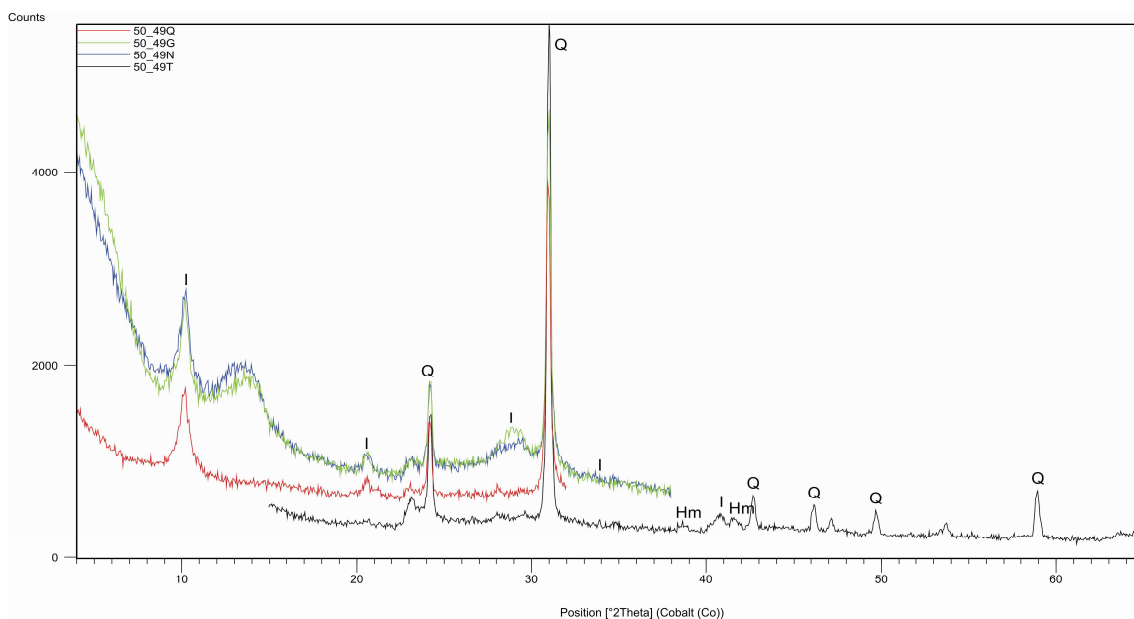 Counts
50_49Q
50_49G
50_49N
50_49T
Q
4000
I
2000
Q
I
I
I
Hm
I
Hm
Q
Q
Q
Q
0
10
20
30
40
50
60
Position [°2Theta] (Cobalt (Co))